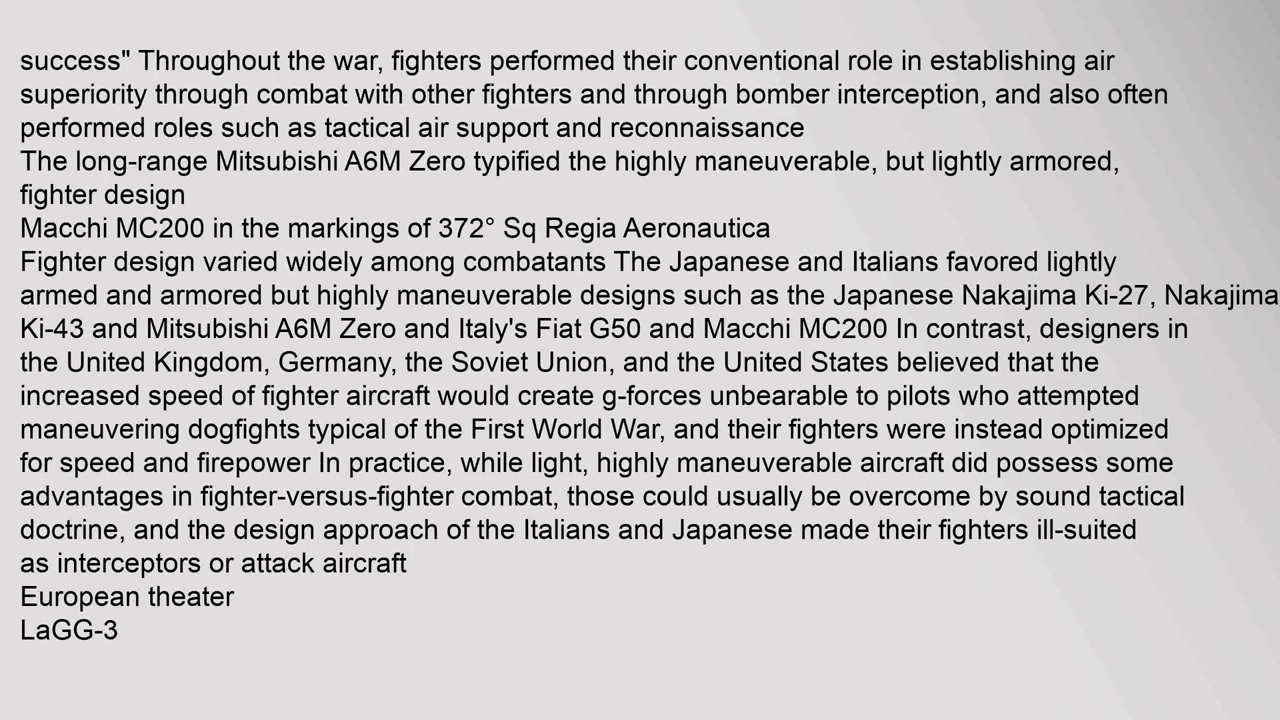 success" Throughout the war, fighters performed their conventional role in establishing air
superiority through combat with other fighters and through bomber interception, and also often
performed roles such as tactical air support and reconnaissance
The long-range Mitsubishi A6M Zero typified the highly maneuverable, but lightly armored,
fighter design
Macchi MC200 in the markings of 372° Sq Regia Aeronautica
Fighter design varied widely among combatants The Japanese and Italians favored lightly
armed and armored but highly maneuverable designs such as the Japanese Nakajima Ki-27, Nakajima
Ki-43 and Mitsubishi A6M Zero and Italy's Fiat G50 and Macchi MC200 In contrast, designers in
the United Kingdom, Germany, the Soviet Union, and the United States believed that the
increased speed of fighter aircraft would create g-forces unbearable to pilots who attempted
maneuvering dogfights typical of the First World War, and their fighters were instead optimized
for speed and firepower In practice, while light, highly maneuverable aircraft did possess some
advantages in fighter-versus-fighter combat, those could usually be overcome by sound tactical
doctrine, and the design approach of the Italians and Japanese made their fighters ill-suited
as interceptors or attack aircraft
European theater
LaGG-3